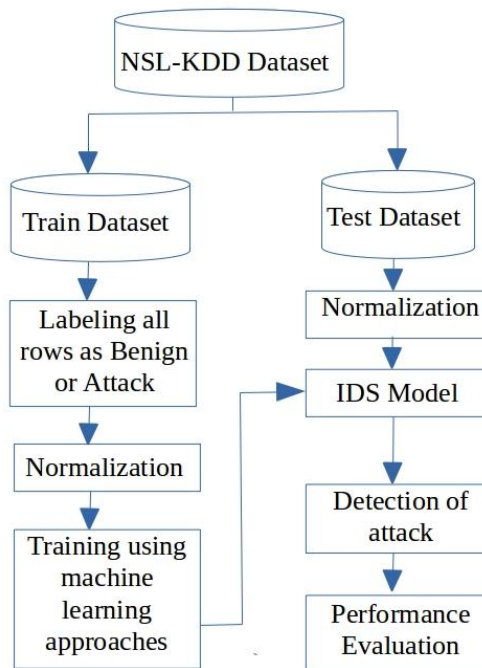 NSL-KDD Dataset
Train Dataset
Test Dataset
Labeling all
rows as Benign
or Attack
Normalization
Training using
machine
learning
approaches
Normalization
IDS Model
Detection of
attack
Performance
Evaluation